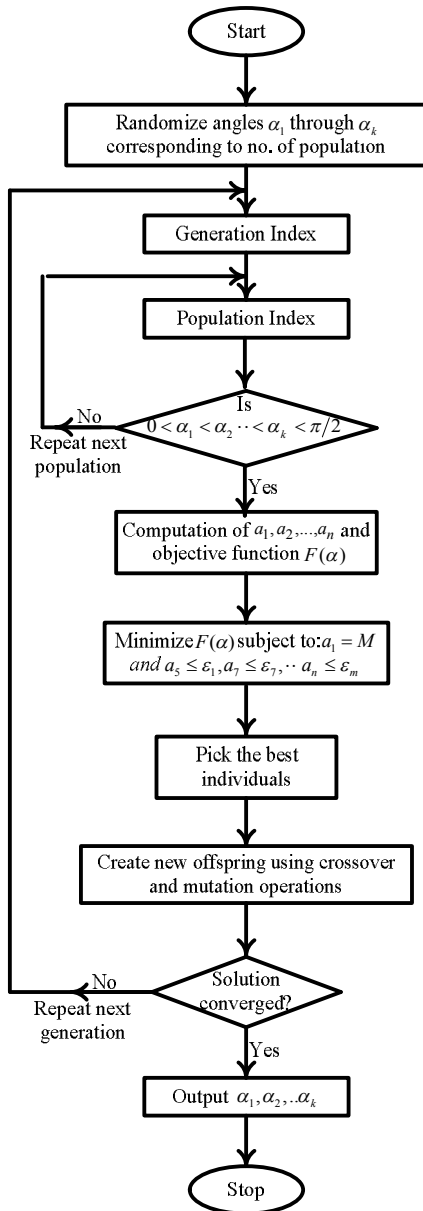 Start
Randomize angles α₁ through αₖ
corresponding to no. of population
Generation Index
Population Index
Is
0 < α₁ < α₂ ·· < αₖ < π/2
No
Repeat next
population
Yes
Computation of a₁, a₂, ..., aₙ and
objective function F(α)
Minimize F(α) subject to: a₁ = M
and a₅ ≤ ε₁, a₇ ≤ ε₇, ·· aₙ ≤ εₘ
Pick the best
individuals
Create new offspring using crossover
and mutation operations
Solution
converged?
No
Repeat next
generation
Yes
Output α₁, α₂, ..αₖ
Stop